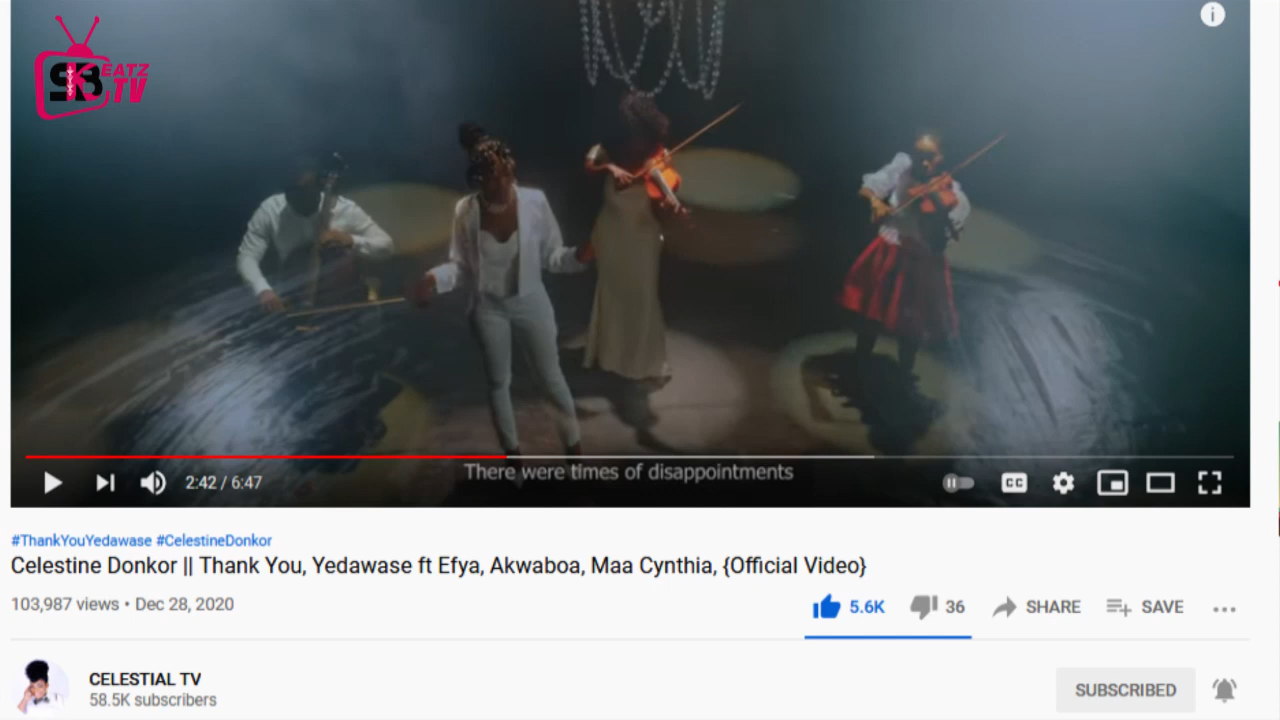 SKBEATZ
TV
There were times of disappointments
2:42 / 6:47
CC
#ThankYouYedawase #CelestineDonkor
Celestine Donkor || Thank You, Yedawase ft Efya, Akwaboa, Maa Cynthia, {Official Video}
103,987 views • Dec 28, 2020
5.6K 36 SHARE SAVE
CELESTIAL TV
58.5K subscribers
SUBSCRIBED